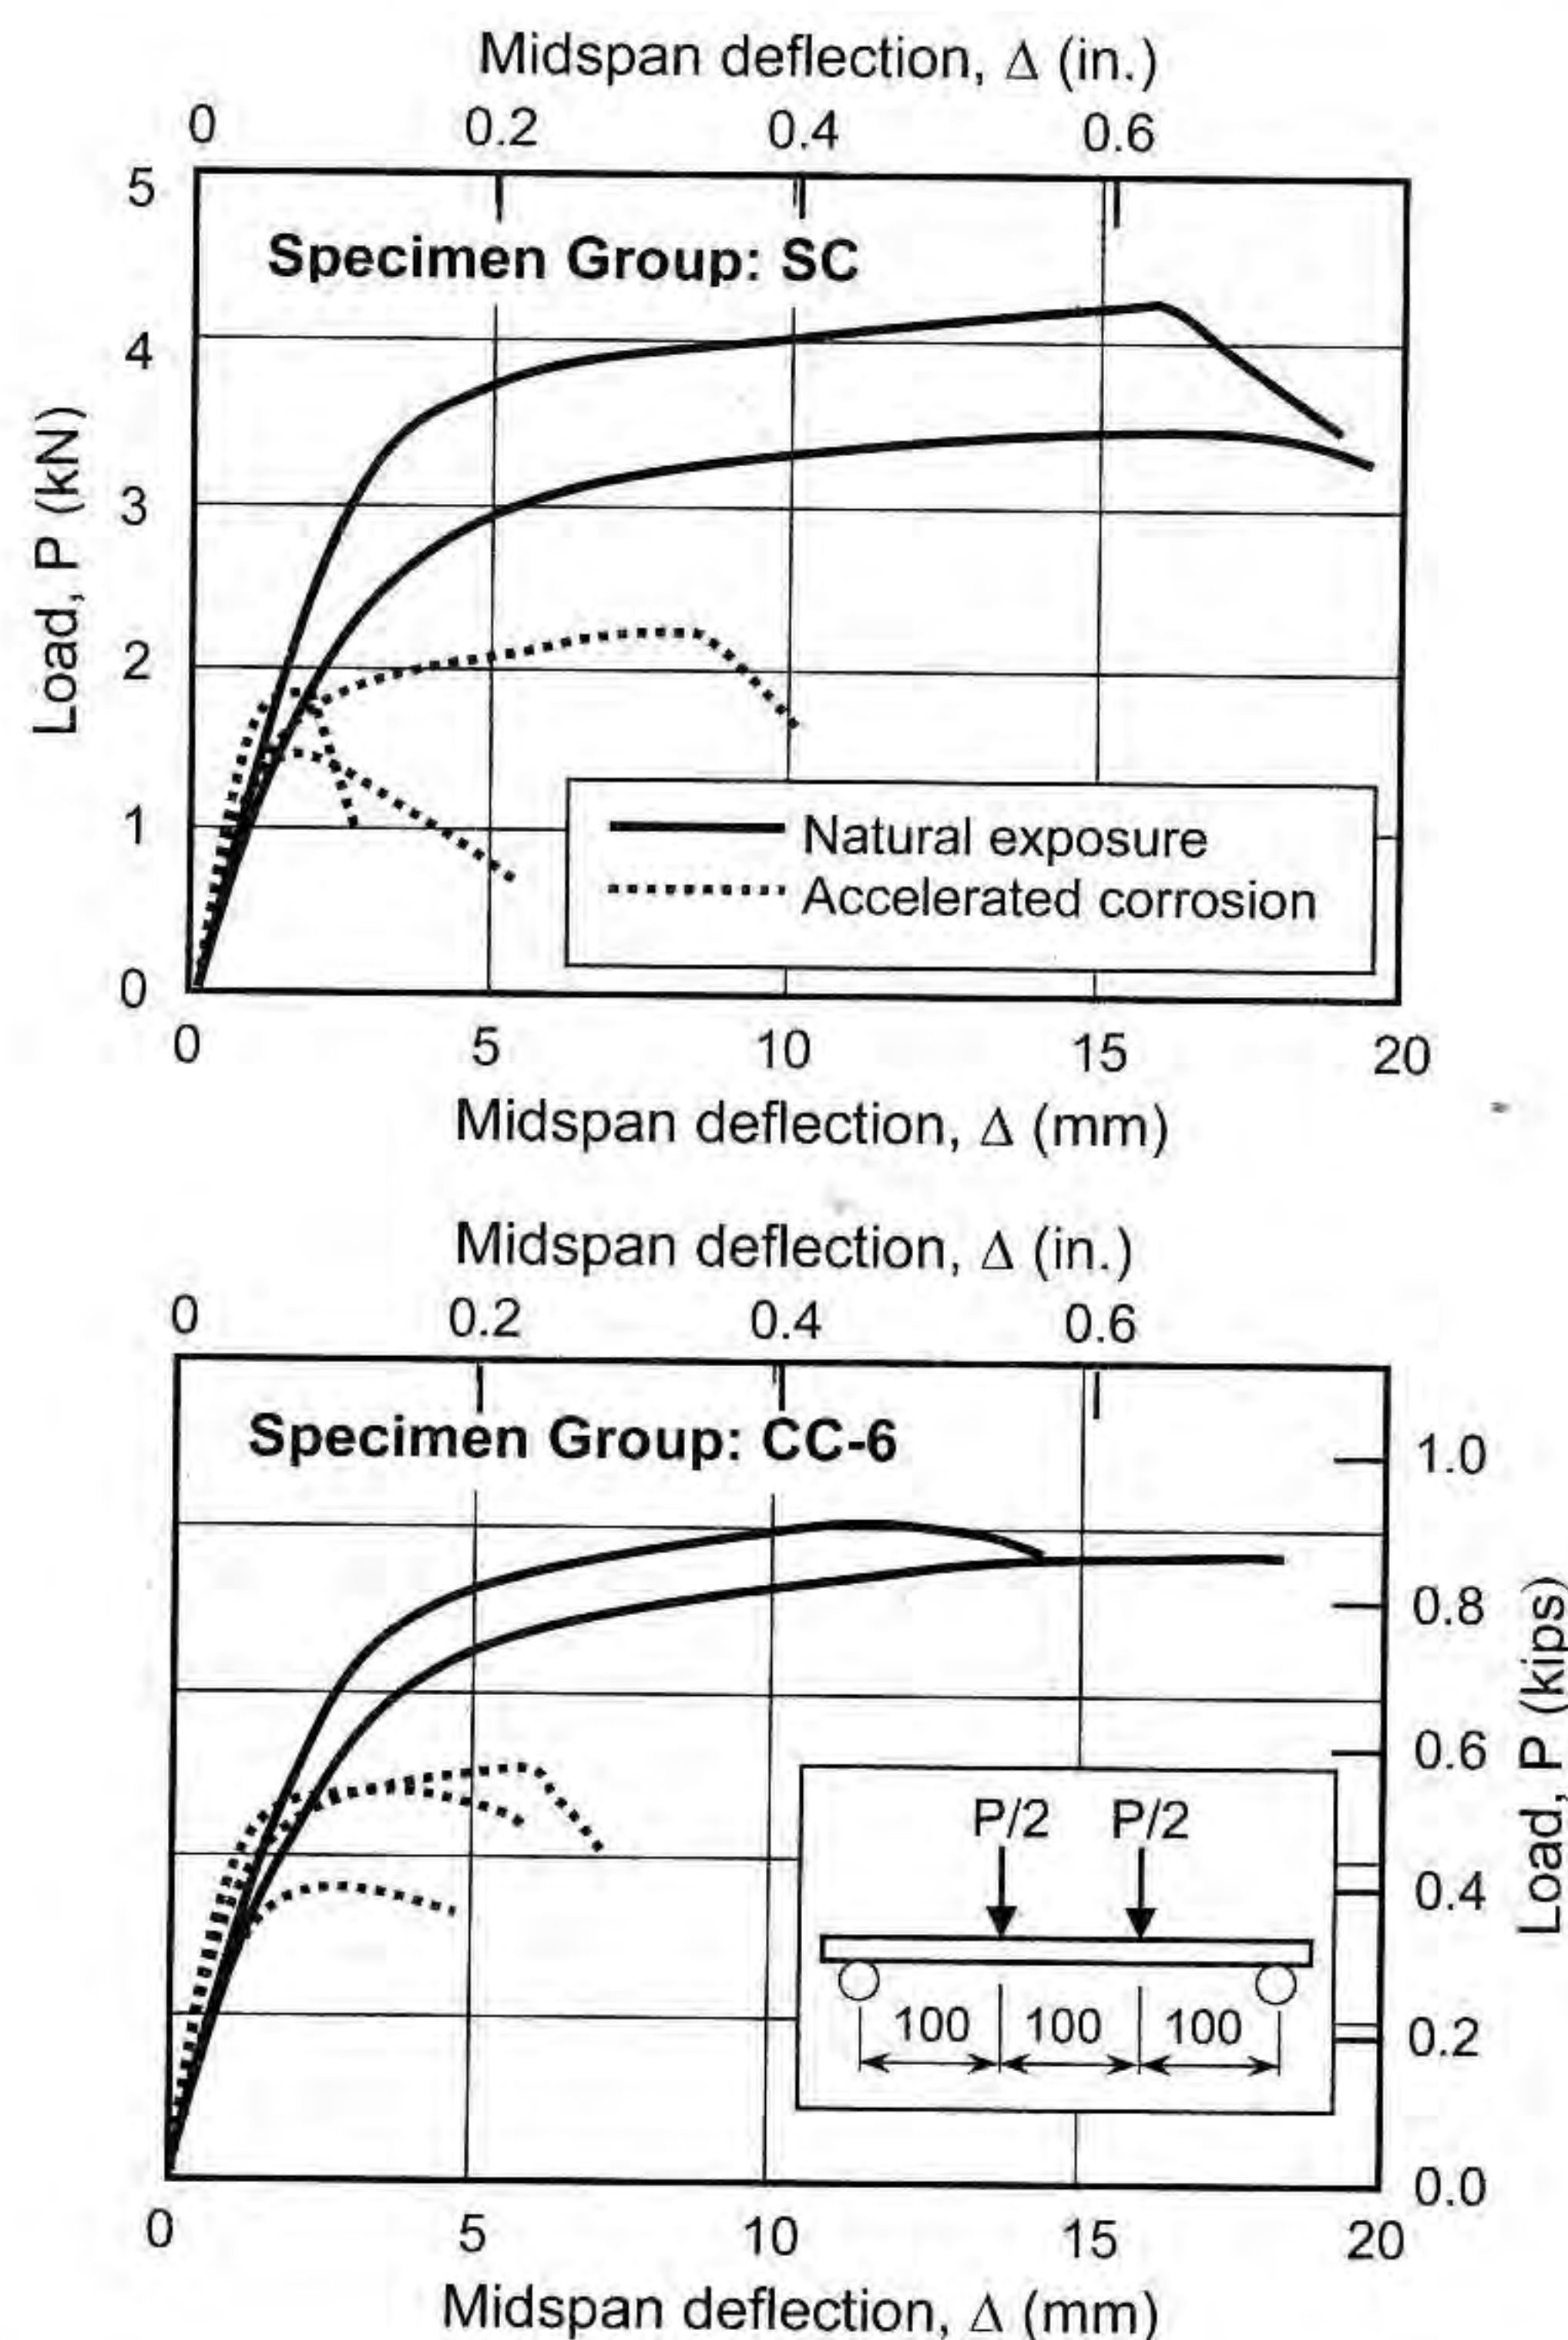 Midspan deflection, Δ (in.)
0 0.2 0.4 0.6
5
Specimen Group: SC
4
3
Load, P (kN)
2
1
Natural exposure
Accelerated corrosion
0
0 5 10 15 20
Midspan deflection, Δ (mm)
Midspan deflection, Δ (in.)
0 0.2 0.4 0.6
Specimen Group: CC-6
1.0
0.8
0.6
Load, P (kips)
P/2 P/2
0.4
100 100 100
0.2
0.0
0 5 10 15 20
Midspan deflection, Δ (mm)